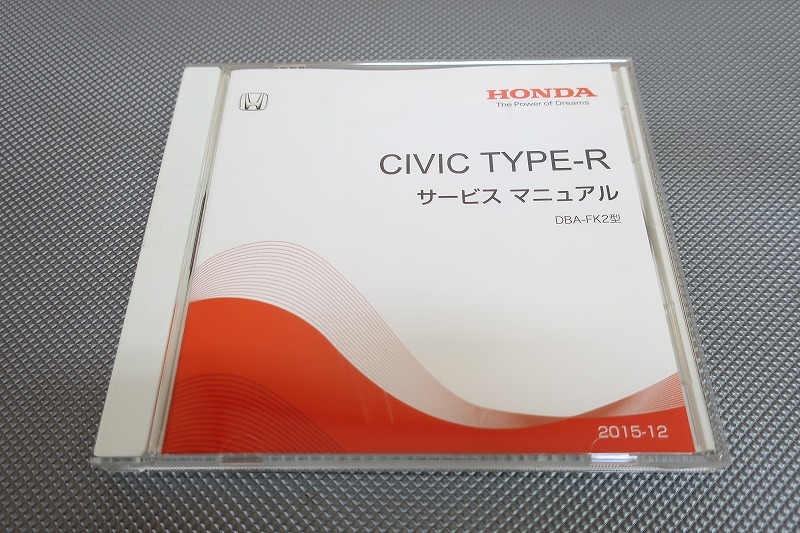 HONDA
The Power of Dreams
CIVIC TYPE-R
サービス マニュアル
DBA-FK2型
2015-12